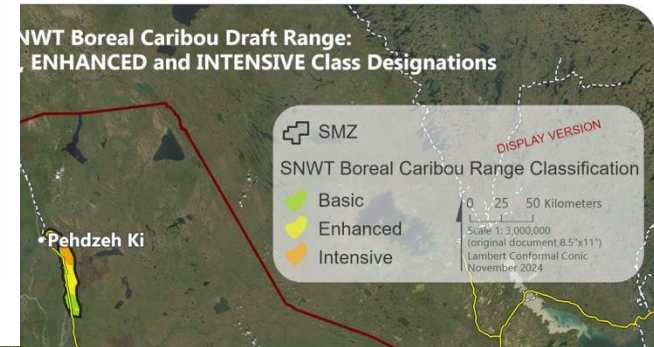 NWT Boreal Caribou Draft Range:
, ENHANCED and INTENSIVE Class Designations
SMZ
DISPLAY VERSION
SNWT Boreal Caribou Range Classification
Basic
Enhanced
Intensive
0 25 50 Kilometers
Scale 1: 3,000,000
(original document 8.5"x11")
Lambert Conformal Conic
November 2024
Pehdzeh Ki